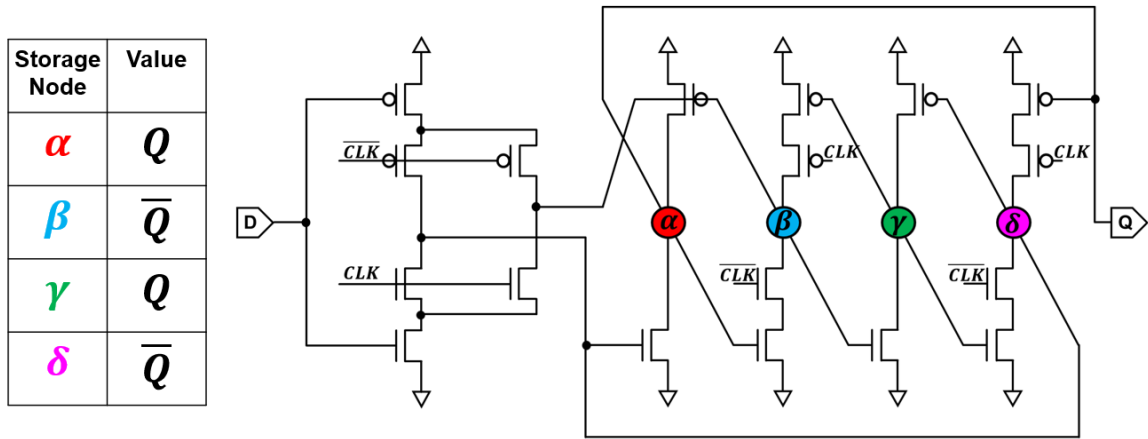 Storage Node Value
α Q
β Q̅
γ Q
δ Q̅
D
C̅L̅K̅
CLK
α
C̅L̅K̅
CLK
β
γ
C̅L̅K̅
CLK
δ
Q